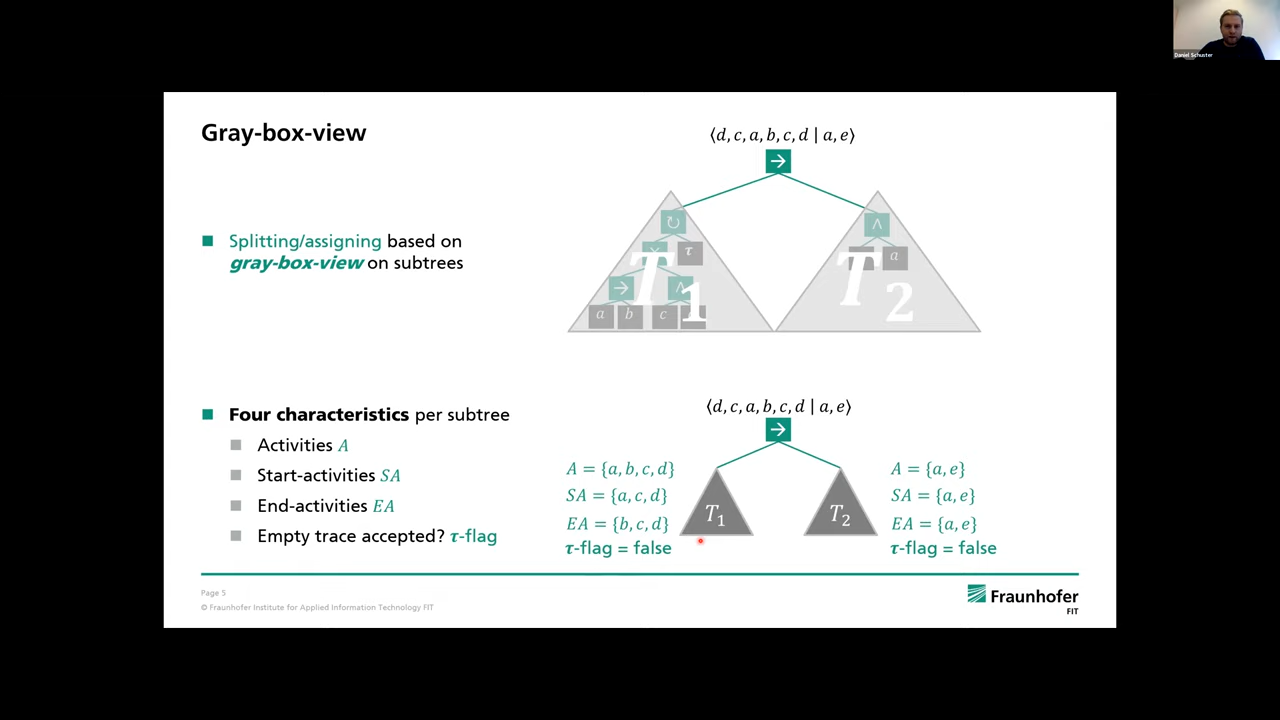 Daniel Schuster
Gray-box-view
⟨d, c, a, b, c, d | a, e⟩
→
Splitting/assigning based on
gray-box-view on subtrees
↻
τ
→ ∧
a b c
T1
∧
a
T2
Four characteristics per subtree
Activities A
Start-activities SA
End-activities EA
Empty trace accepted? τ-flag
⟨d, c, a, b, c, d | a, e⟩
→
A = {a, b, c, d}
SA = {a, c, d}
EA = {b, c, d}
τ-flag = false
T1
T2
A = {a, e}
SA = {a, e}
EA = {a, e}
τ-flag = false
Page 5
© Fraunhofer Institute for Applied Information Technology FIT
Fraunhofer
FIT